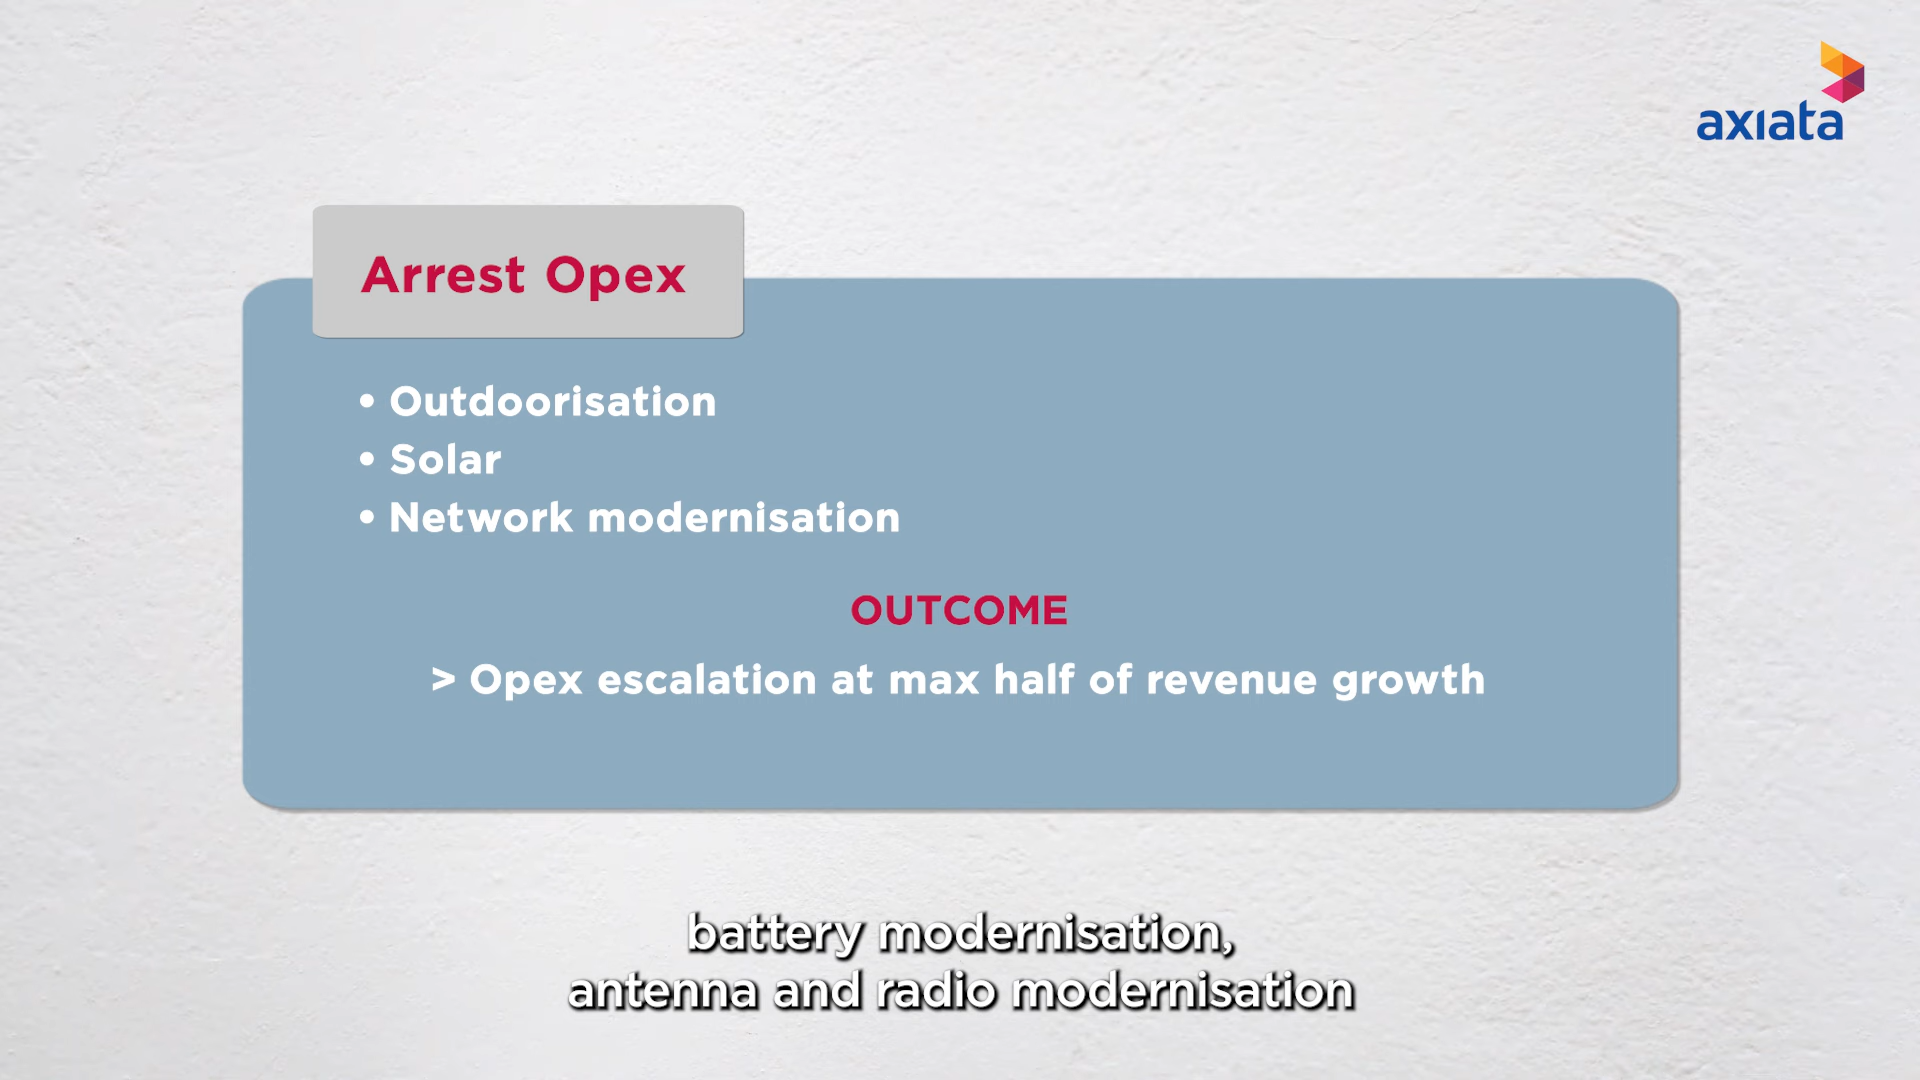 axiata
Arrest Opex
• Outdoorisation
• Solar
• Network modernisation
OUTCOME
> Opex escalation at max half of revenue growth
battery modernisation,
antenna and radio modernisation